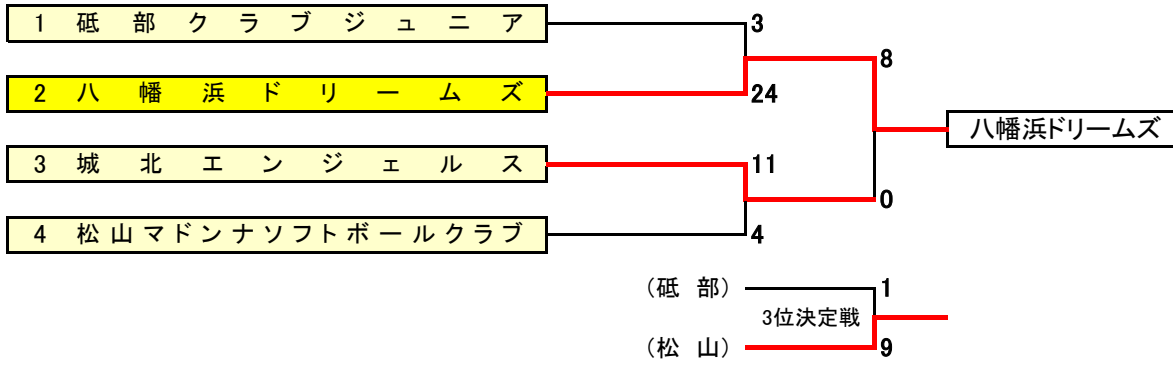 1 砥部クラブジュニア
3
8
2 八幡浜ドリームズ
24
八幡浜ドリームズ
3 城北エンジェルス
11
0
4 松山マドンナソフトボールクラブ
4
(砥部)
1
3位決定戦
(松山)
9